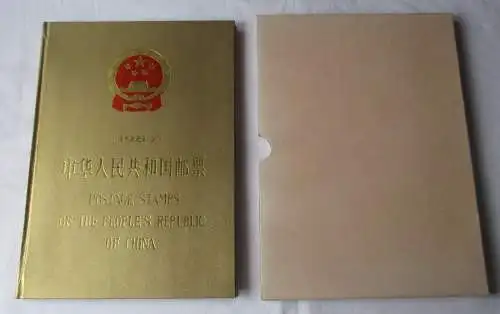 中华人民共和国邮票
POSTAGE STAMPS
OF THE PEOPLE'S REPUBLIC
OF CHINA